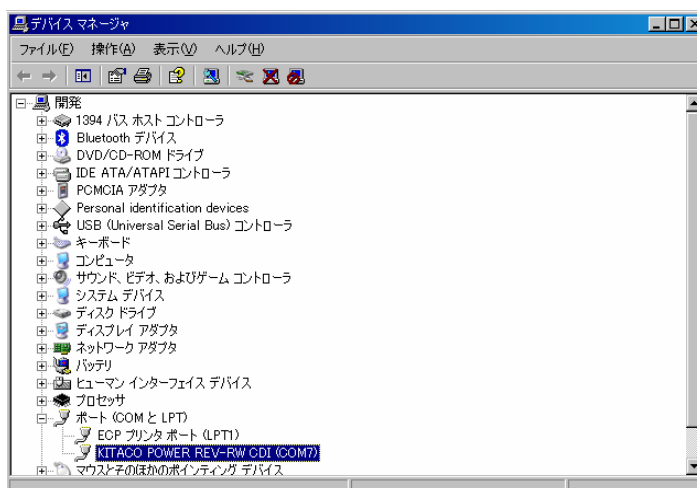 デバイス マネージャ
ファイル(F) 操作(A) 表示(V) ヘルプ(H)
開発
1394 バス ホスト コントローラ
Bluetooth デバイス
DVD/CD-ROM ドライブ
IDE ATA/ATAPI コントローラ
PCMCIA アダプタ
Personal identification devices
USB (Universal Serial Bus) コントローラ
キーボード
コンピュータ
サウンド、ビデオ、およびゲーム コントローラ
システム デバイス
ディスク ドライブ
ディスプレイ アダプタ
ネットワーク アダプタ
バッテリ
ヒューマン インターフェイス デバイス
プロセッサ
ポート (COM と LPT)
ECP プリンタ ポート (LPT1)
KITACO POWER REV-RW CDI (COM7)
マウスとそのほかのポインティング デバイス